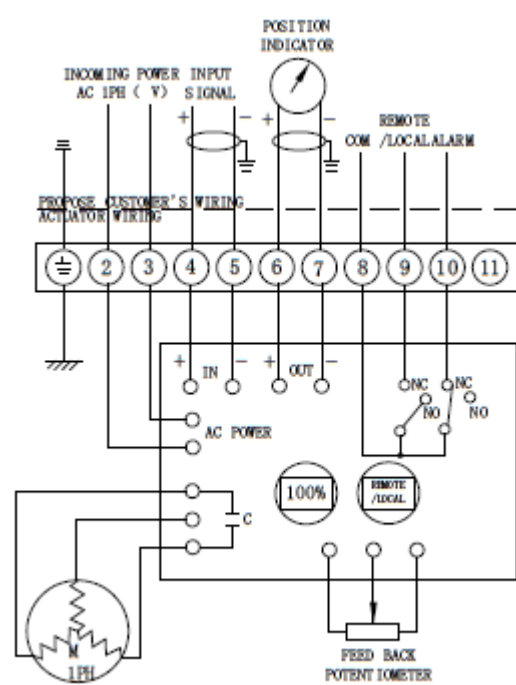 POSITION
INDICATOR
INCOMING POWER INPUT
AC 1PH ( V) SIGNAL
+ - + -
REMOTE
COM /LOCAL ALARM
PROPOSE CUSTOMER'S WIRING
ACTUATOR WIRING
2 3 4 5 6 7 8 9 10 11
+ IN - + OUT -
NC NC
NO NO
AC POWER
100%
REMOTE
/LOCAL
C
M
1PH
FEED BACK
POTENTIOMETER